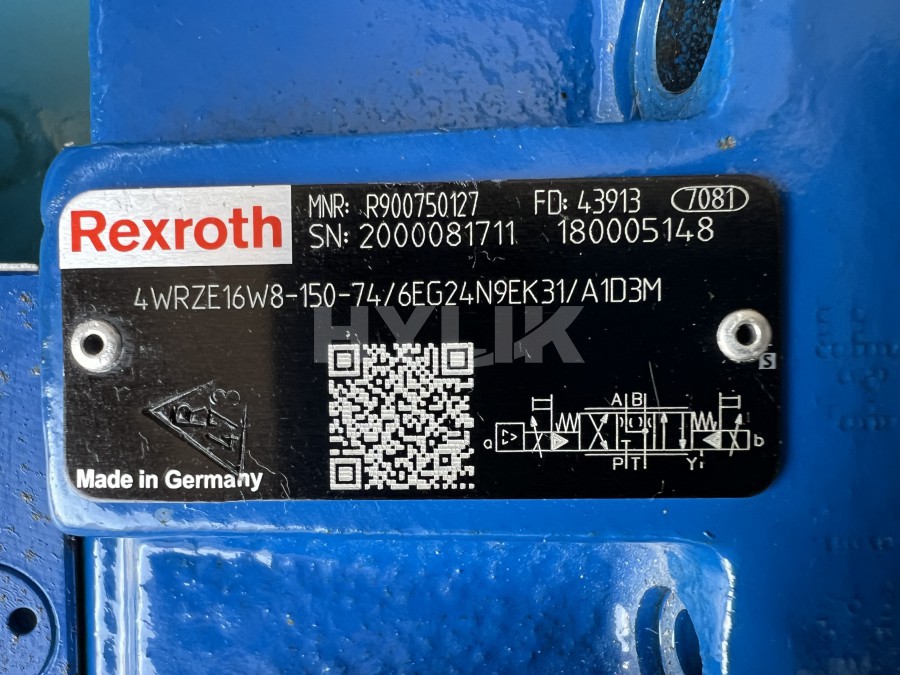 Rexroth
MNR: R900750127 FD: 43913 7081
SN: 2000081711 180005148
4WRZE16W8-150-74/6EG24N9EK31/A1D3M
HYLIK
S
A B
a b
T
P T Y
Made in Germany